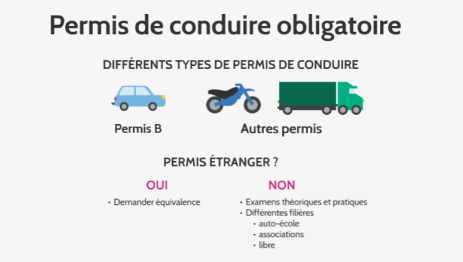 Permis de conduire obligatoire
DIFFÉRENTS TYPES DE PERMIS DE CONDUIRE
Permis B
Autres permis
PERMIS ÉTRANGER ?
OUI
• Demander équivalence
NON
• Examens théoriques et pratiques
• Différentes filières
• auto-école
• associations
• libre